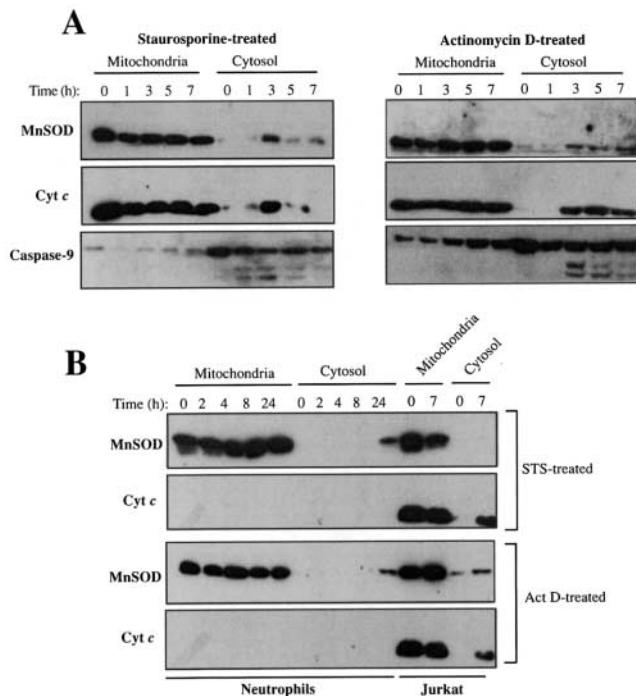 A
Staurosporine-treated Actinomycin D-treated
Mitochondria Cytosol Mitochondria Cytosol
Time (h): 0 1 3 5 7 0 1 3 5 7 0 1 3 5 7 0 1 3 5 7
MnSOD
Cyt c
Caspase-9
B
Mitochondria Cytosol Mitochondria Cytosol
Time (h): 0 2 4 8 24 0 2 4 8 24 0 7 0 7
MnSOD
STS-treated
Cyt c
MnSOD
Act D-treated
Cyt c
Neutrophils Jurkat